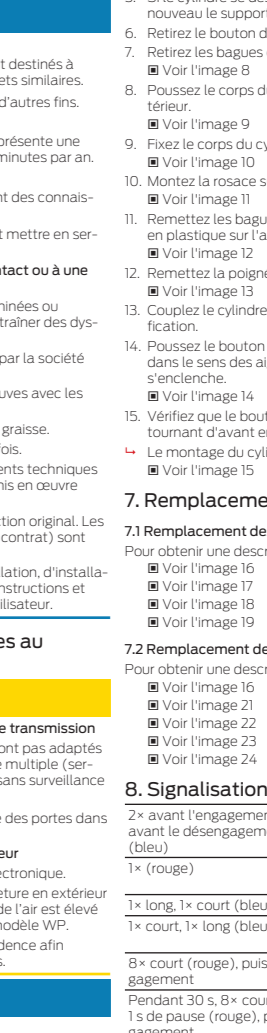 t destinés à
ets similaires.
d'autres fins.
présente une
minutes par an.
nt des connais-
t mettre en ser-
ntact ou à une
minées ou
traîner des dys-
par la société
uves avec les
graisse.
fois.
ents techniques
mis en œuvre
tion original. Les
contrat) sont
llation, d'installa-
nstructions et
ilisateur.
es au
e transmission
ont pas adaptés
e multiple (ser-
sans surveillance
e des portes dans
eur
ectronique.
eture en extérieur
de l'air est élevé
modèle WP.
dence afin
s.
nouveau le support
6. Retirez le bouton d
7. Retirez les bagues
▣ Voir l'image 8
8. Poussez le corps du
térieur.
▣ Voir l'image 9
9. Fixez le corps du cy
▣ Voir l'image 10
10. Montez la rosace s
▣ Voir l'image 11
11. Remettez les bagu
en plastique sur l'a
▣ Voir l'image 12
12. Remettez la poigne
▣ Voir l'image 13
13. Couplez le cylindre
fication.
14. Poussez le bouton
dans le sens des ai
s'enclenche.
▣ Voir l'image 14
15. Vérifiez que le bout
tournant d'avant en
↳ Le montage du cyli
▣ Voir l'image 15
7. Remplaceme
7.1 Remplacement de
Pour obtenir une descr
▣ Voir l'image 16
▣ Voir l'image 17
▣ Voir l'image 18
▣ Voir l'image 19
7.2 Remplacement de
Pour obtenir une descr
▣ Voir l'image 16
▣ Voir l'image 21
▣ Voir l'image 22
▣ Voir l'image 23
▣ Voir l'image 24
8. Signalisation
2× avant l'engagemen
avant le désengageme
(bleu)
1× (rouge)
1× long, 1× court (bleu
1× court, 1× long (bleu
8× court (rouge), puis
gagement
Pendant 30 s, 8× cour
1 s de pause (rouge), p
gagement